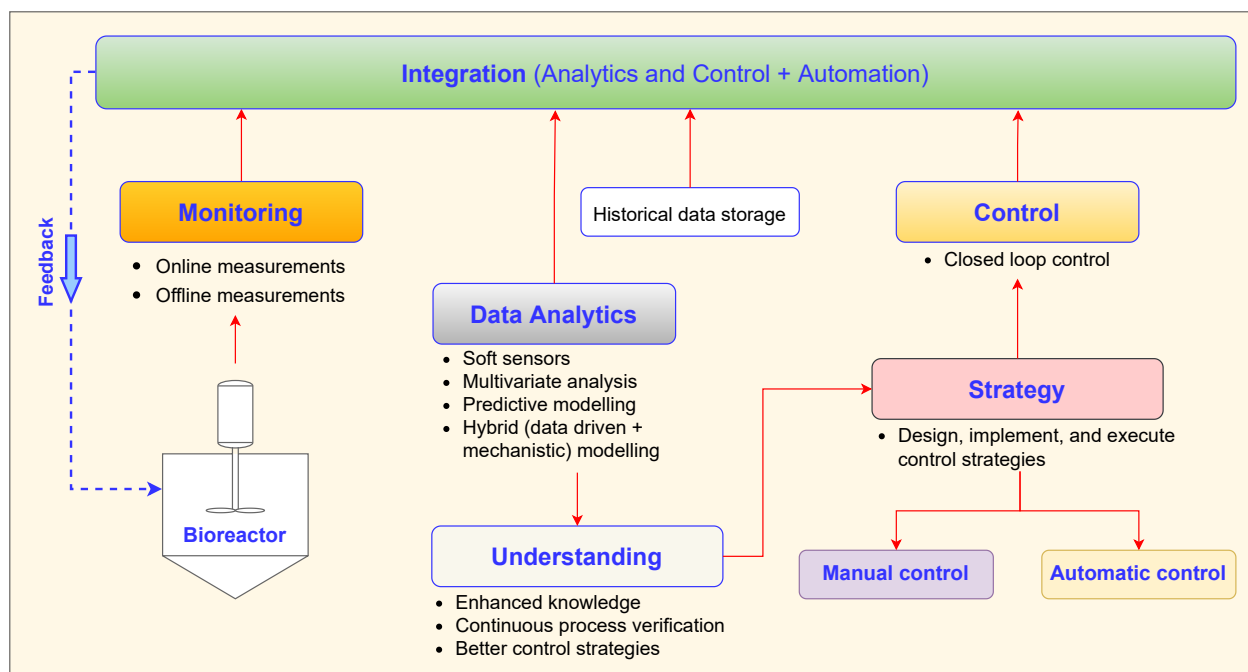 Integration (Analytics and Control + Automation)
Feedback
Monitoring
• Online measurements
• Offline measurements
Bioreactor
Historical data storage
Data Analytics
• Soft sensors
• Multivariate analysis
• Predictive modelling
• Hybrid (data driven +
mechanistic) modelling
Understanding
• Enhanced knowledge
• Continuous process verification
• Better control strategies
Control
• Closed loop control
Strategy
• Design, implement, and execute
control strategies
Manual control
Automatic control